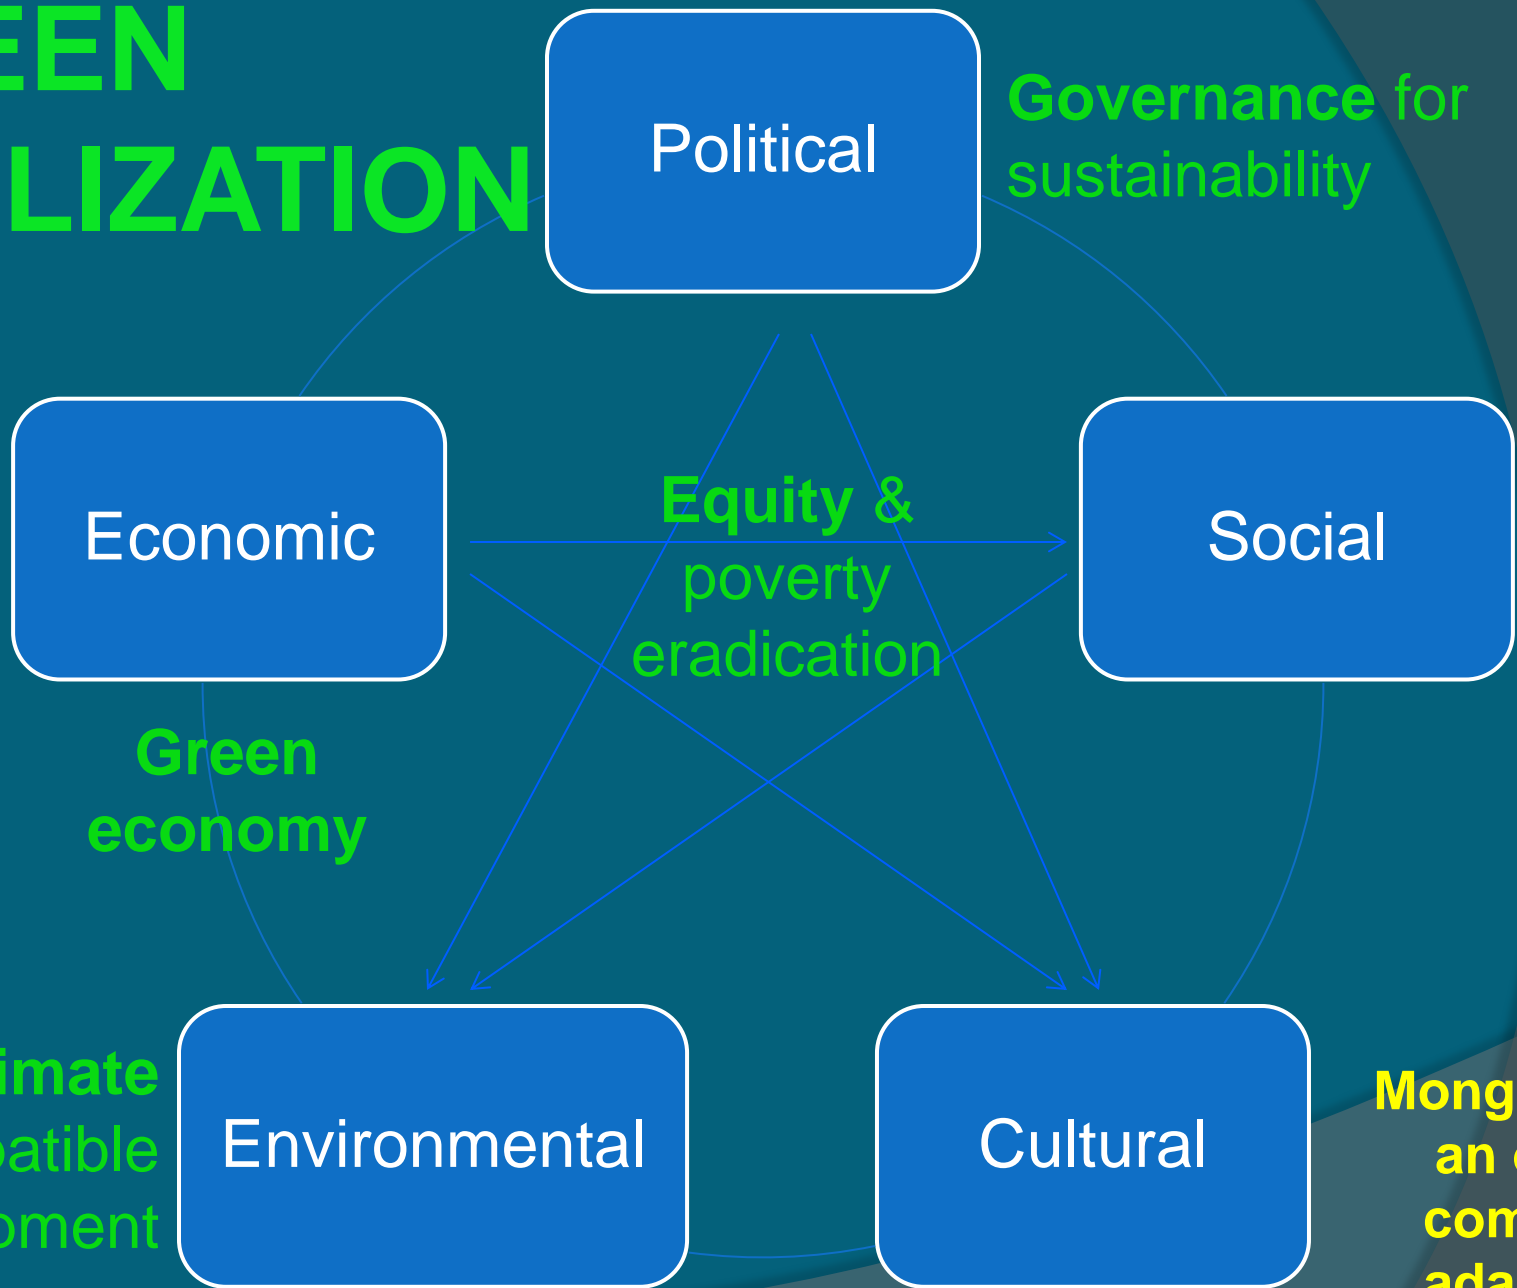 EEN
LIZATION
Political
Governance for
sustainability
Economic
Equity &
poverty
eradication
Social
Green
economy
imate
patible
pment
Environmental
Cultural
Mong
an
com
ada